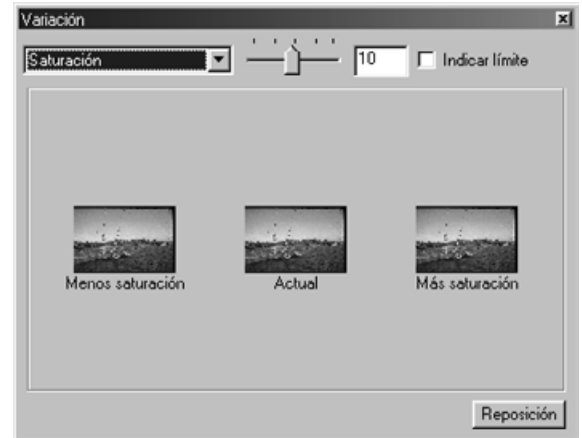 Variación
Saturación 10 Indicar límite
Menos saturación Actual Más saturación
Reposición